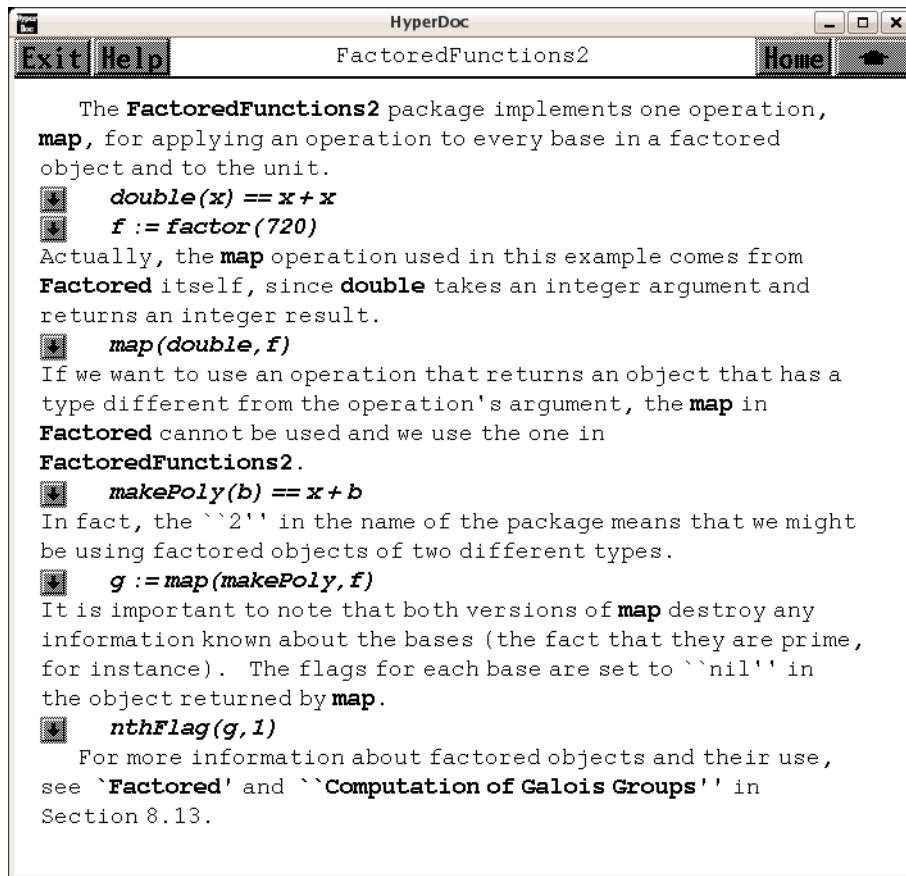 HyperDoc
Hyper
Doc
Exit Help FactoredFunctions2 Home
The FactoredFunctions2 package implements one operation,
map, for applying an operation to every base in a factored
object and to the unit.
double(x) == x + x
f := factor(720)
Actually, the map operation used in this example comes from
Factored itself, since double takes an integer argument and
returns an integer result.
map(double,f)
If we want to use an operation that returns an object that has a
type different from the operation's argument, the map in
Factored cannot be used and we use the one in
FactoredFunctions2.
makePoly(b) == x + b
In fact, the ``2'' in the name of the package means that we might
be using factored objects of two different types.
g := map(makePoly,f)
It is important to note that both versions of map destroy any
information known about the bases (the fact that they are prime,
for instance). The flags for each base are set to ``nil'' in
the object returned by map.
nthFlag(g,1)
For more information about factored objects and their use,
see `Factored' and ``Computation of Galois Groups'' in
Section 8.13.